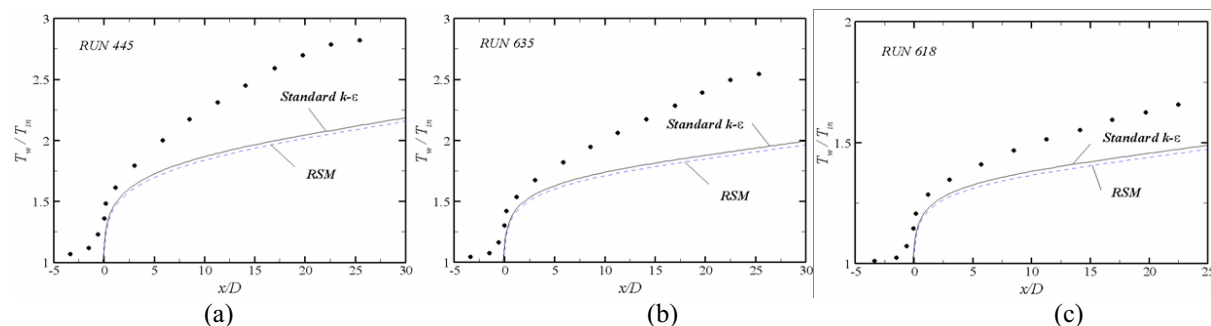 3
2.5
2
1.5
1
T_w / T_in
RUN 445
Standard k-ε
RSM
-5 0 5 10 15 20 25 30
x/D
(a)
3
2.5
2
1.5
1
T_w / T_in
RUN 635
Standard k-ε
RSM
-5 0 5 10 15 20 25 30
x/D
(b)
2
1.5
1
T_w / T_in
RUN 618
Standard k-ε
RSM
-5 0 5 10 15 20 25
x/D
(c)